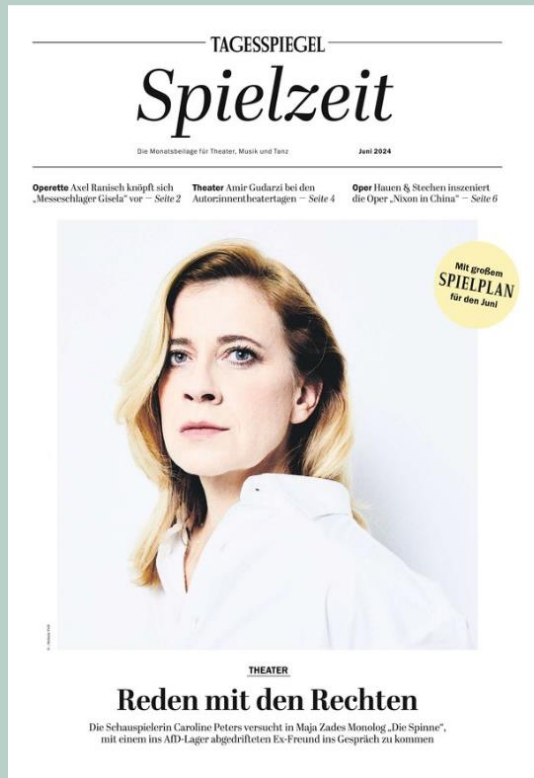 TAGESSPIEGEL
Spielzeit
Die Monatsbeilage für Theater, Musik und Tanz
Juni 2024
Operette Axel Ranisch knöpft sich
„Messeschlager Gisela" vor — Seite 2
Theater Amir Gudarzi bei den
Autor:innentheatertagen — Seite 4
Oper Hauen & Stechen inszeniert
die Oper „Nixon in China" — Seite 6
Mit großem
SPIELPLAN
für den Juni
THEATER
Reden mit den Rechten
Die Schauspielerin Caroline Peters versucht in Maja Zades Monolog „Die Spinne",
mit einem ins AfD-Lager abgedrifteten Ex-Freund ins Gespräch zu kommen